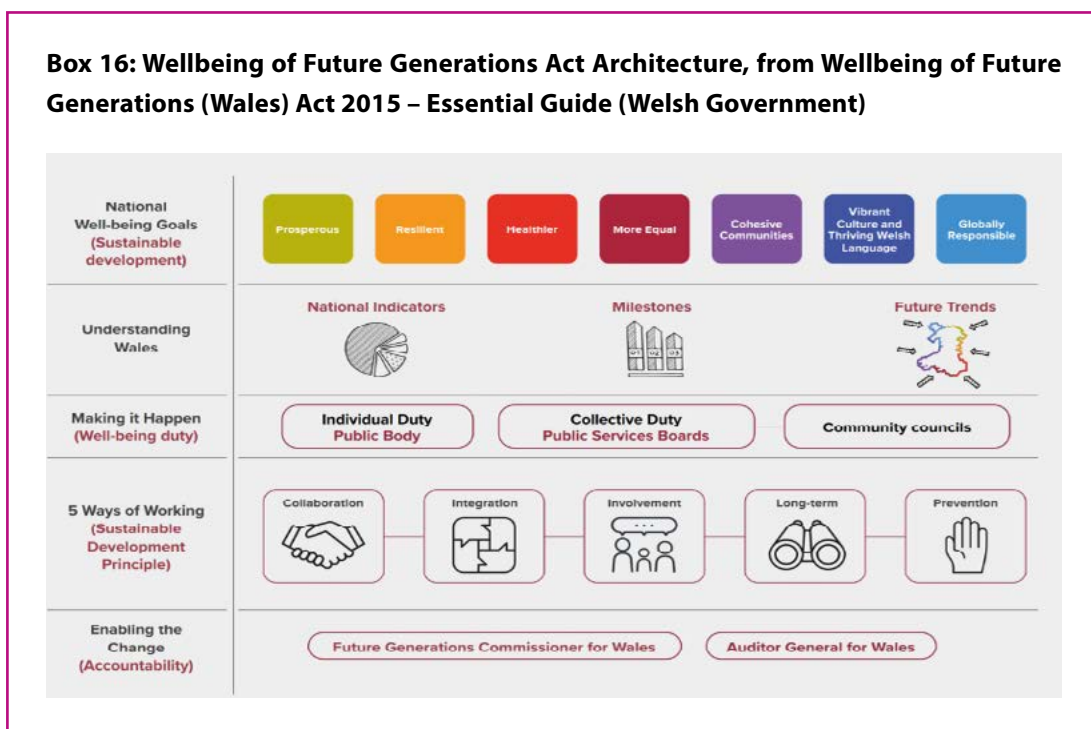 Box 16: Wellbeing of Future Generations Act Architecture, from Wellbeing of Future
Generations (Wales) Act 2015 – Essential Guide (Welsh Government)
National
Well-being Goals
(Sustainable
development)
Prosperous
Resilient
Healthier
More Equal
Cohesive
Communities
Vibrant
Culture and
Thriving Welsh
Language
Globally
Responsible
Understanding
Wales
National Indicators
Milestones
01 02 03
Future Trends
Making it Happen
(Well-being duty)
Individual Duty
Public Body
Collective Duty
Public Services Boards
Community councils
5 Ways of Working
(Sustainable
Development
Principle)
Collaboration
Integration
Involvement
Long-term
Prevention
Enabling the
Change
(Accountability)
Future Generations Commissioner for Wales
Auditor General for Wales